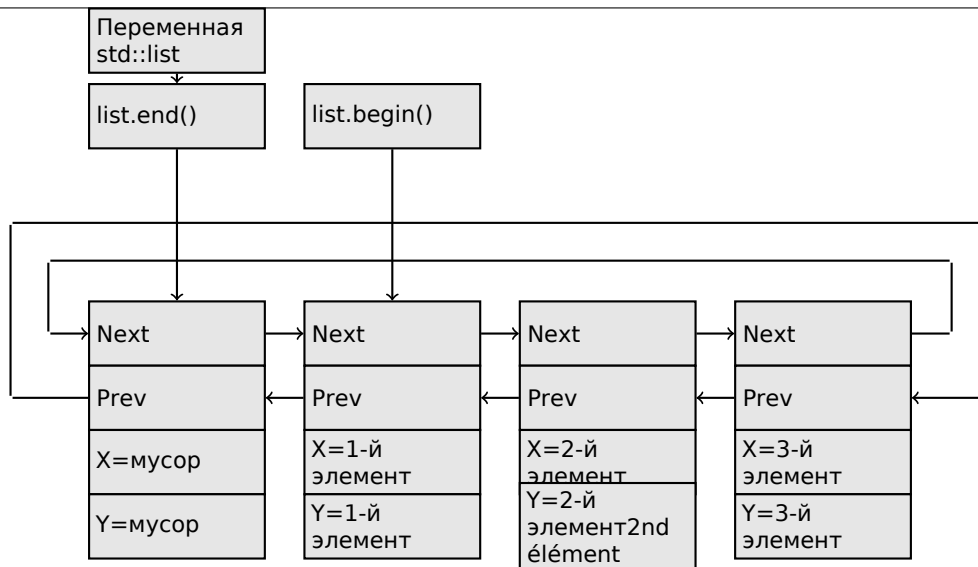 Переменная
std::list
list.end()
list.begin()
Next
Next
Next
Next
Prev
Prev
Prev
Prev
X=мусор
X=1-й
элемент
X=2-й
элемент
X=3-й
элемент
Y=мусор
Y=1-й
элемент
Y=2-й
элемент2nd
élément
Y=3-й
элемент